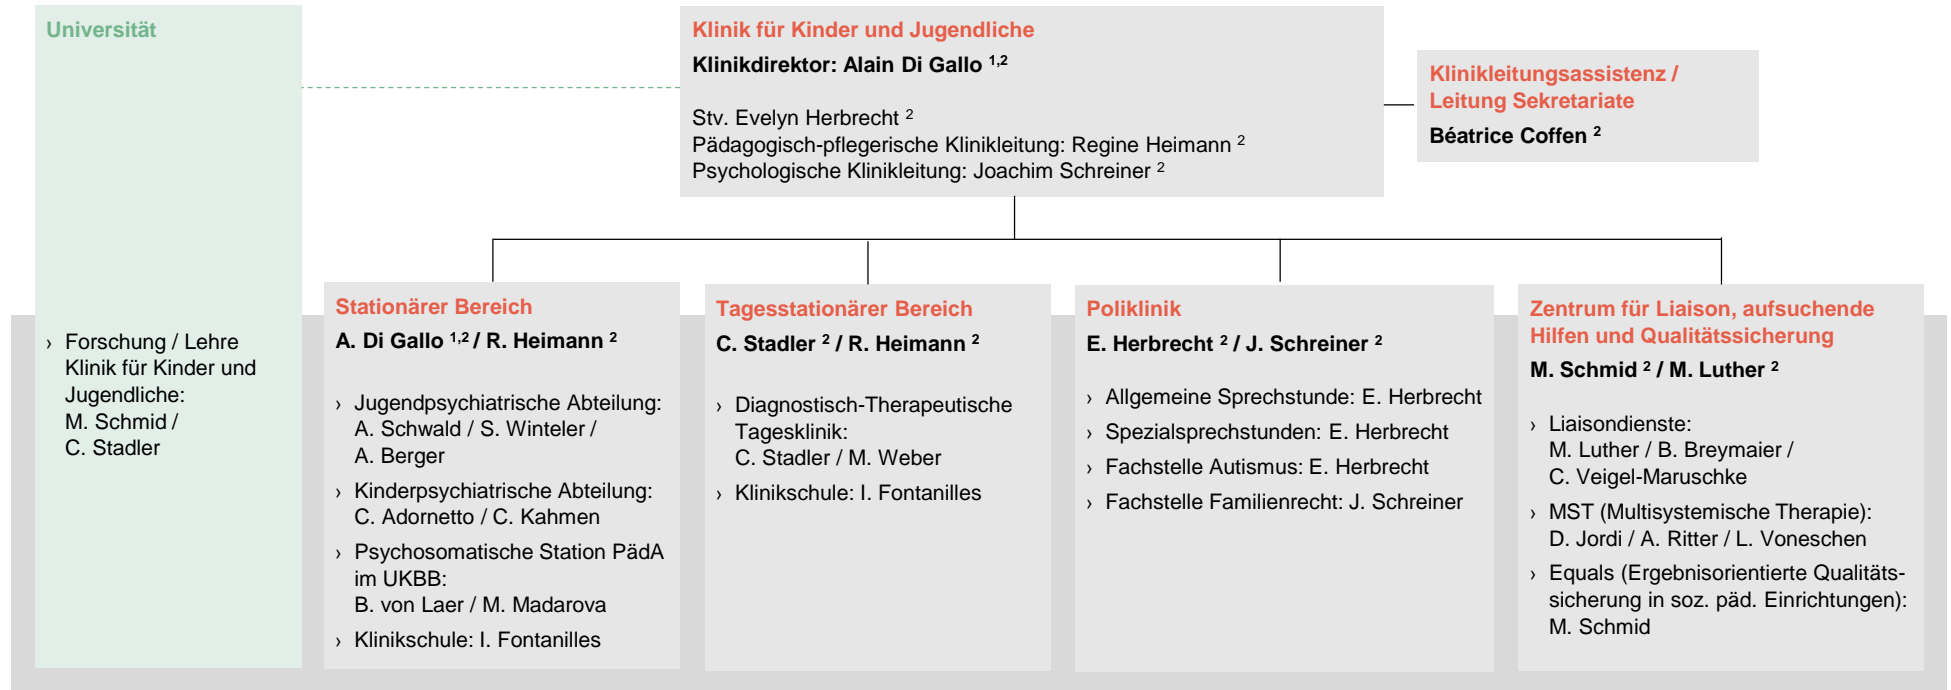 Universität
› Forschung / Lehre
Klinik für Kinder und
Jugendliche:
M. Schmid /
C. Stadler
Klinik für Kinder und Jugendliche
Klinikdirektor: Alain Di Gallo 1,2
Stv. Evelyn Herbrecht 2
Pädagogisch-pflegerische Klinikleitung: Regine Heimann 2
Psychologische Klinikleitung: Joachim Schreiner 2
Klinikleitungsassistenz /
Leitung Sekretariate
Béatrice Coffen 2
Stationärer Bereich
A. Di Gallo 1,2 / R. Heimann 2
› Jugendpsychiatrische Abteilung:
A. Schwald / S. Winteler /
A. Berger
› Kinderpsychiatrische Abteilung:
C. Adornetto / C. Kahmen
› Psychosomatische Station PädA
im UKBB:
B. von Laer / M. Madarova
› Klinikschule: I. Fontanilles
Tagesstationärer Bereich
C. Stadler 2 / R. Heimann 2
› Diagnostisch-Therapeutische
Tagesklinik:
C. Stadler / M. Weber
› Klinikschule: I. Fontanilles
Poliklinik
E. Herbrecht 2 / J. Schreiner 2
› Allgemeine Sprechstunde: E. Herbrecht
› Spezialsprechstunden: E. Herbrecht
› Fachstelle Autismus: E. Herbrecht
› Fachstelle Familienrecht: J. Schreiner
Zentrum für Liaison, aufsuchende
Hilfen und Qualitätssicherung
M. Schmid 2 / M. Luther 2
› Liaisondienste:
M. Luther / B. Breymaier /
C. Veigel-Maruschke
› MST (Multisystemische Therapie):
D. Jordi / A. Ritter / L. Voneschen
› Equals (Ergebnisorientierte Qualitäts-
sicherung in soz. päd. Einrichtungen):
M. Schmid